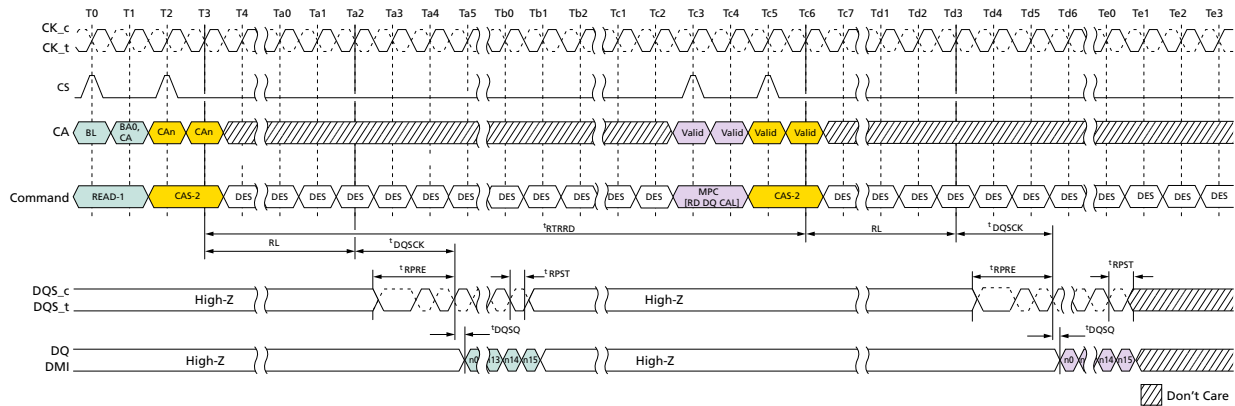 T0 T1 T2 T3 T4 Ta0 Ta1 Ta2 Ta3 Ta4 Ta5 Tb0 Tb1 Tb2 Tc1 Tc2 Tc3 Tc4 Tc5 Tc6 Tc7 Td1 Td2 Td3 Td4 Td5 Td6 Te0 Te1 Te2 Te3
CK_c
CK_t
CS
CA BL BA0, CA CAn CAn Valid Valid Valid Valid
Command READ-1 CAS-2 DES DES DES DES DES DES DES DES DES DES DES DES MPC [RD DQ CAL] CAS-2 DES DES DES DES DES DES DES DES DES DES DES
tRTRRD
RL tDQSCK RL tDQSCK
tRPRE tRPST tRPRE tRPST
DQS_c
DQS_t
High-Z High-Z
tDQSQ tDQSQ
DQ
DMI
High-Z n0 n13 n14 n15 High-Z n0 n n14 n15
Don't Care